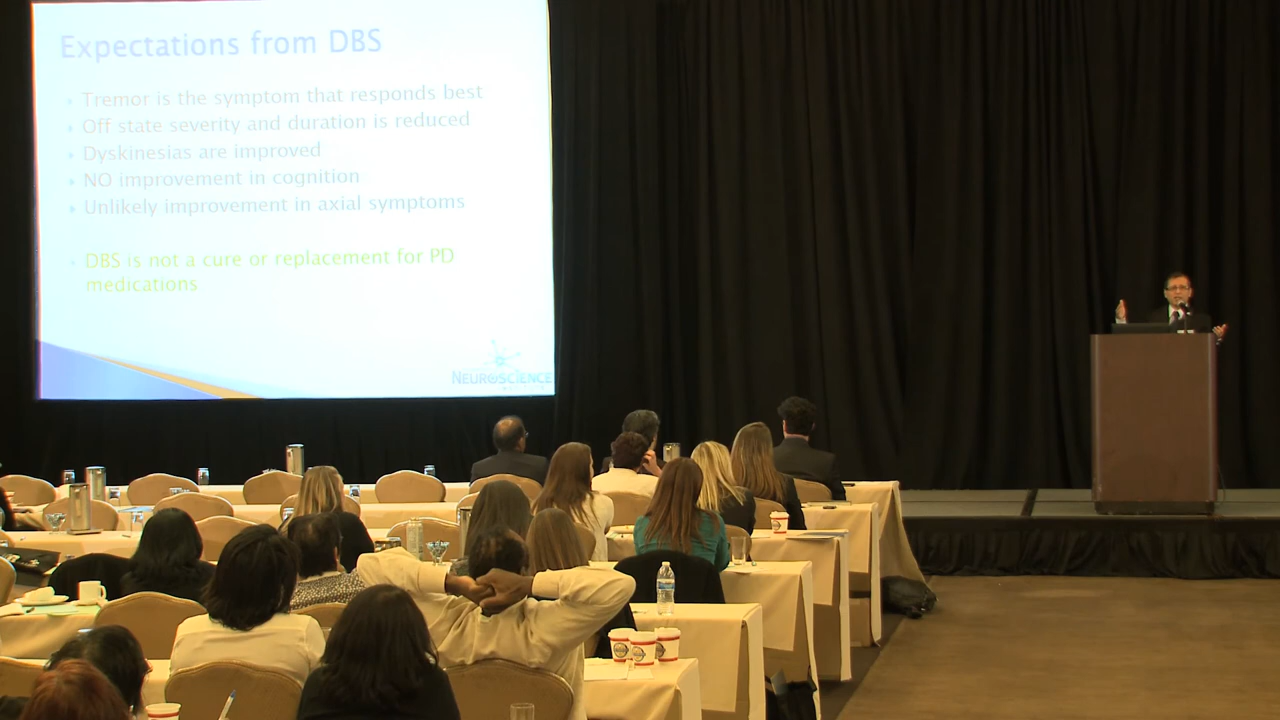 Expectations from DBS
Tremor is the symptom that responds best
Off state severity and duration is reduced
Dyskinesias are improved
NO improvement in cognition
Unlikely improvement in axial symptoms
DBS is not a cure or replacement for PD
medications
NEUROSCIENCE